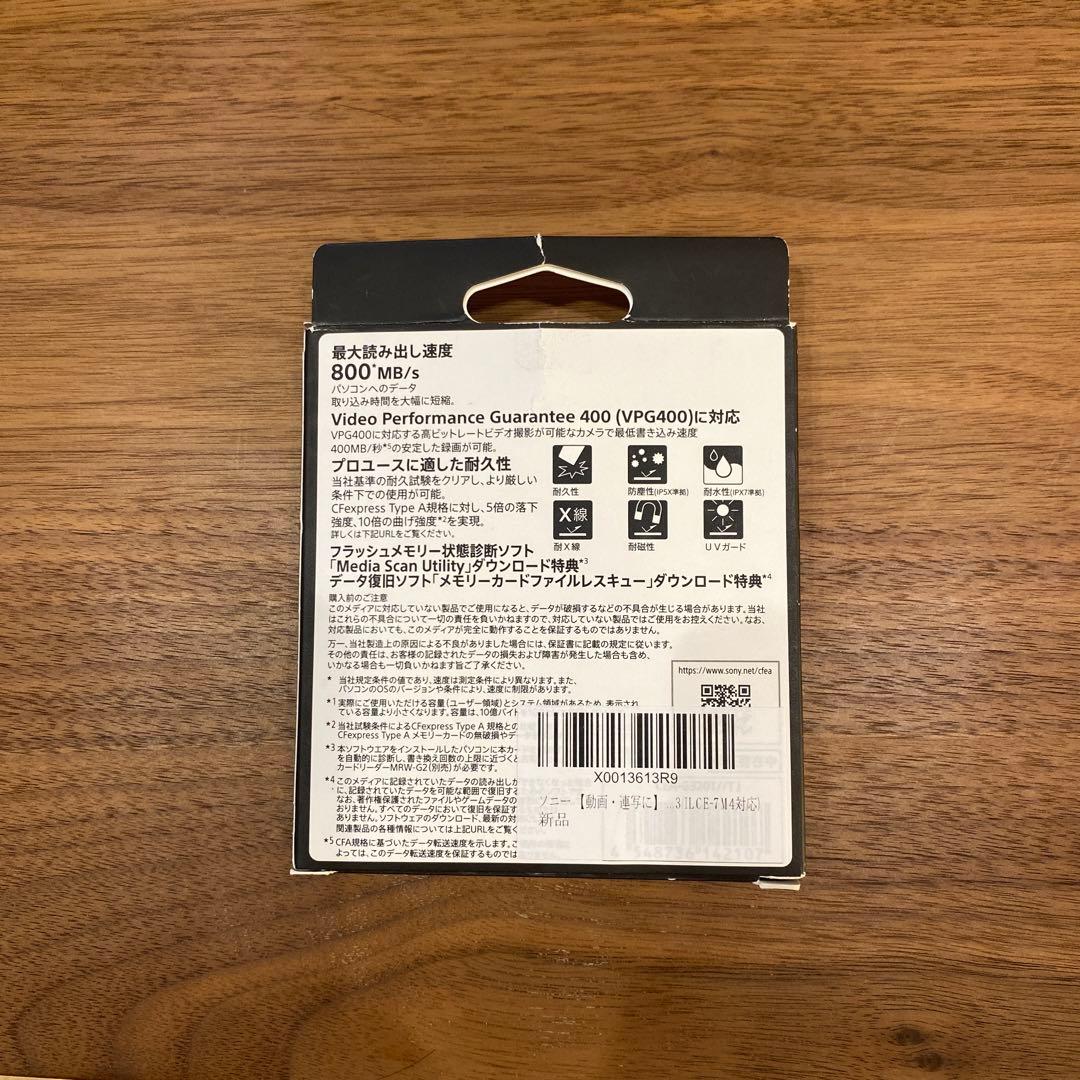 最大読み出し速度
800*MB/s
パソコンへのデータ
取り込み時間を大幅に短縮。
Video Performance Guarantee 400 (VPG400)に対応
VPG400に対応する高ビットレートビデオ撮影が可能なカメラで最低書き込み速度
400MB/秒*5の安定した録画が可能。
プロユースに適した耐久性
当社基準の耐久試験をクリアし、より厳しい
条件下での使用が可能。
CFexpress Type A規格に対し、5倍の落下
強度、10倍の曲げ強度*2を実現。
詳しくは下記URLをご覧ください。
耐久性
防塵性(IP5X準拠)
耐水性(IPX7準拠)
X線
耐X線
耐磁性
UVガード
フラッシュメモリー状態診断ソフト
「Media Scan Utility」ダウンロード特典*3
データ復旧ソフト「メモリーカードファイルレスキュー」ダウンロード特典*4
購入前のご注意
このメディアに対応していない製品でご使用になると、データが破損するなどの不具合が生じる場合があります。当社
はこれらの不具合について一切の責任を負いかねますので、対応していない製品ではご使用をお控えください。なお、
対応製品においても、このメディアが完全に動作することを保証するものではありません。
万一、当社製造上の原因による不良がありました場合には、保証書に記載の規定に従います。
その他の責任は、お客様の記録されたデータの損失および障害が発生した場合も含め、
いかなる場合も一切負いかねます旨ご了承ください。
* 当社規定条件の値であり、速度は測定条件により異なります。また、
パソコンのOSのバージョンや条件により、速度に制限があります。
https://www.sony.net/cfea
*1 実際にご使用いただける容量(ユーザー領域)とシステム領域があるため、表示され
ている容量より小さくなります。容量は、10億バイト
*2 当社試験条件によるCFexpress Type A 規格との
CFexpress Type A メモリーカードの無破損やデ
*3 本ソフトウエアをインストールしたパソコンに本カー
を自動的に診断し、書き換え回数の上限に近づくと
カードリーダーMRW-G2(別売)が必要です。
*4 このメディアに記録されていたデータの読み出しが
に、記録されていたデータを可能な範囲で復旧する
なお、著作権保護されたファイルやゲームデータの
おりません。すべてのデータにおいて復旧を保証す
ありません。ソフトウェアのダウンロード、最新の対
関連製品の各種情報については上記URLをご覧く
*5 CFA規格に基づいたデータ転送速度を示します。こ
よっては、このデータ転送速度を保証するものでは
X0013613R9
ソニー【動画・連写に】...3 ILCE-7M4対応)
新品